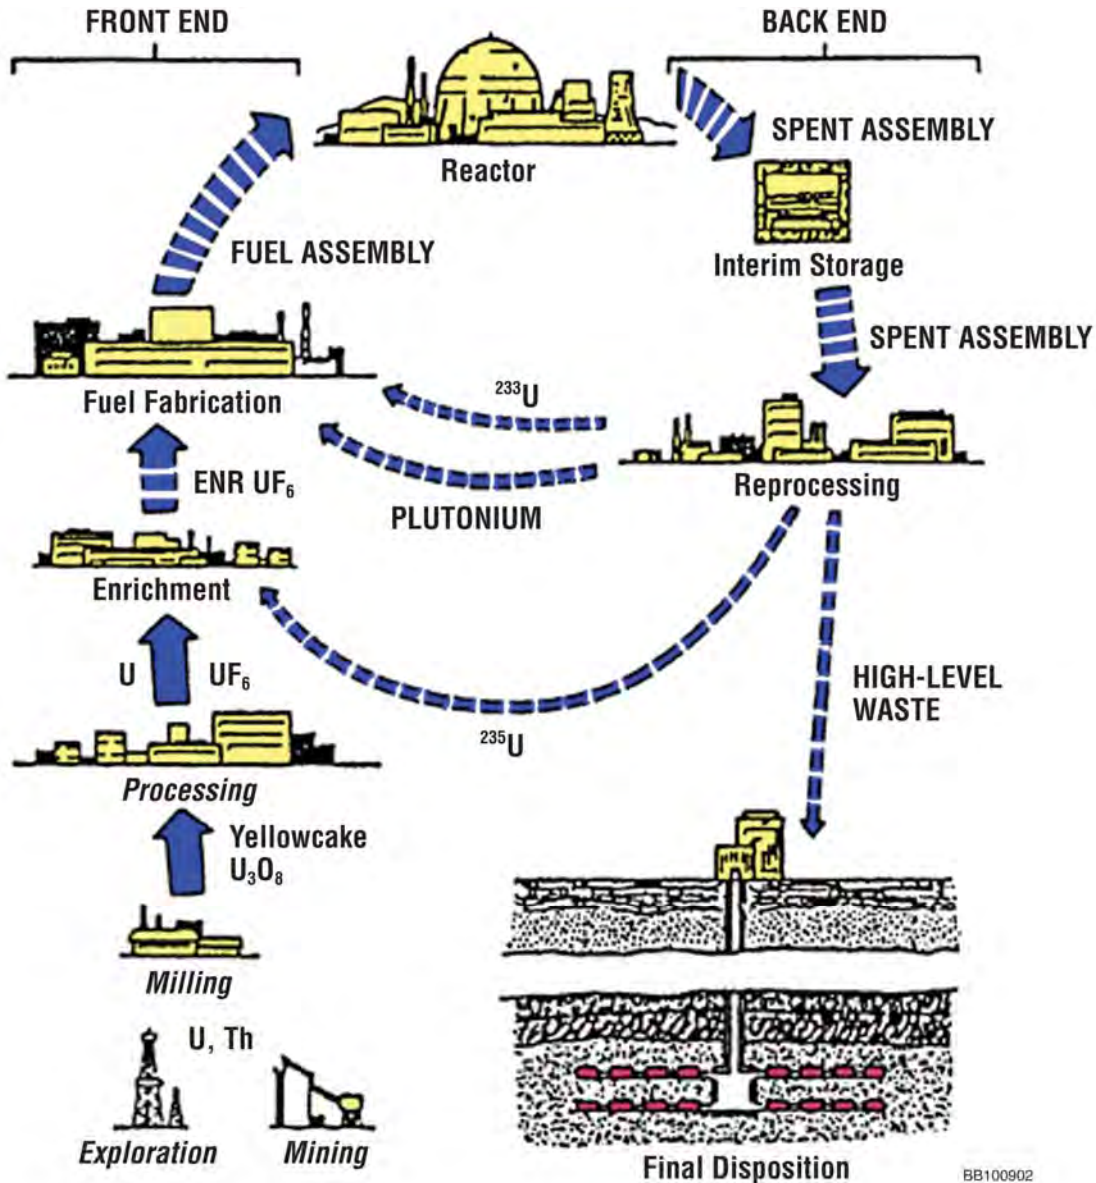 FRONT END
BACK END
Reactor
SPENT ASSEMBLY
Interim Storage
FUEL ASSEMBLY
SPENT ASSEMBLY
Fuel Fabrication
²³³U
Reprocessing
ENR UF₆
PLUTONIUM
Enrichment
U UF₆
HIGH-LEVEL
WASTE
²³⁵U
Processing
Yellowcake
U₃O₈
Milling
U, Th
Exploration
Mining
Final Disposition
BB100902